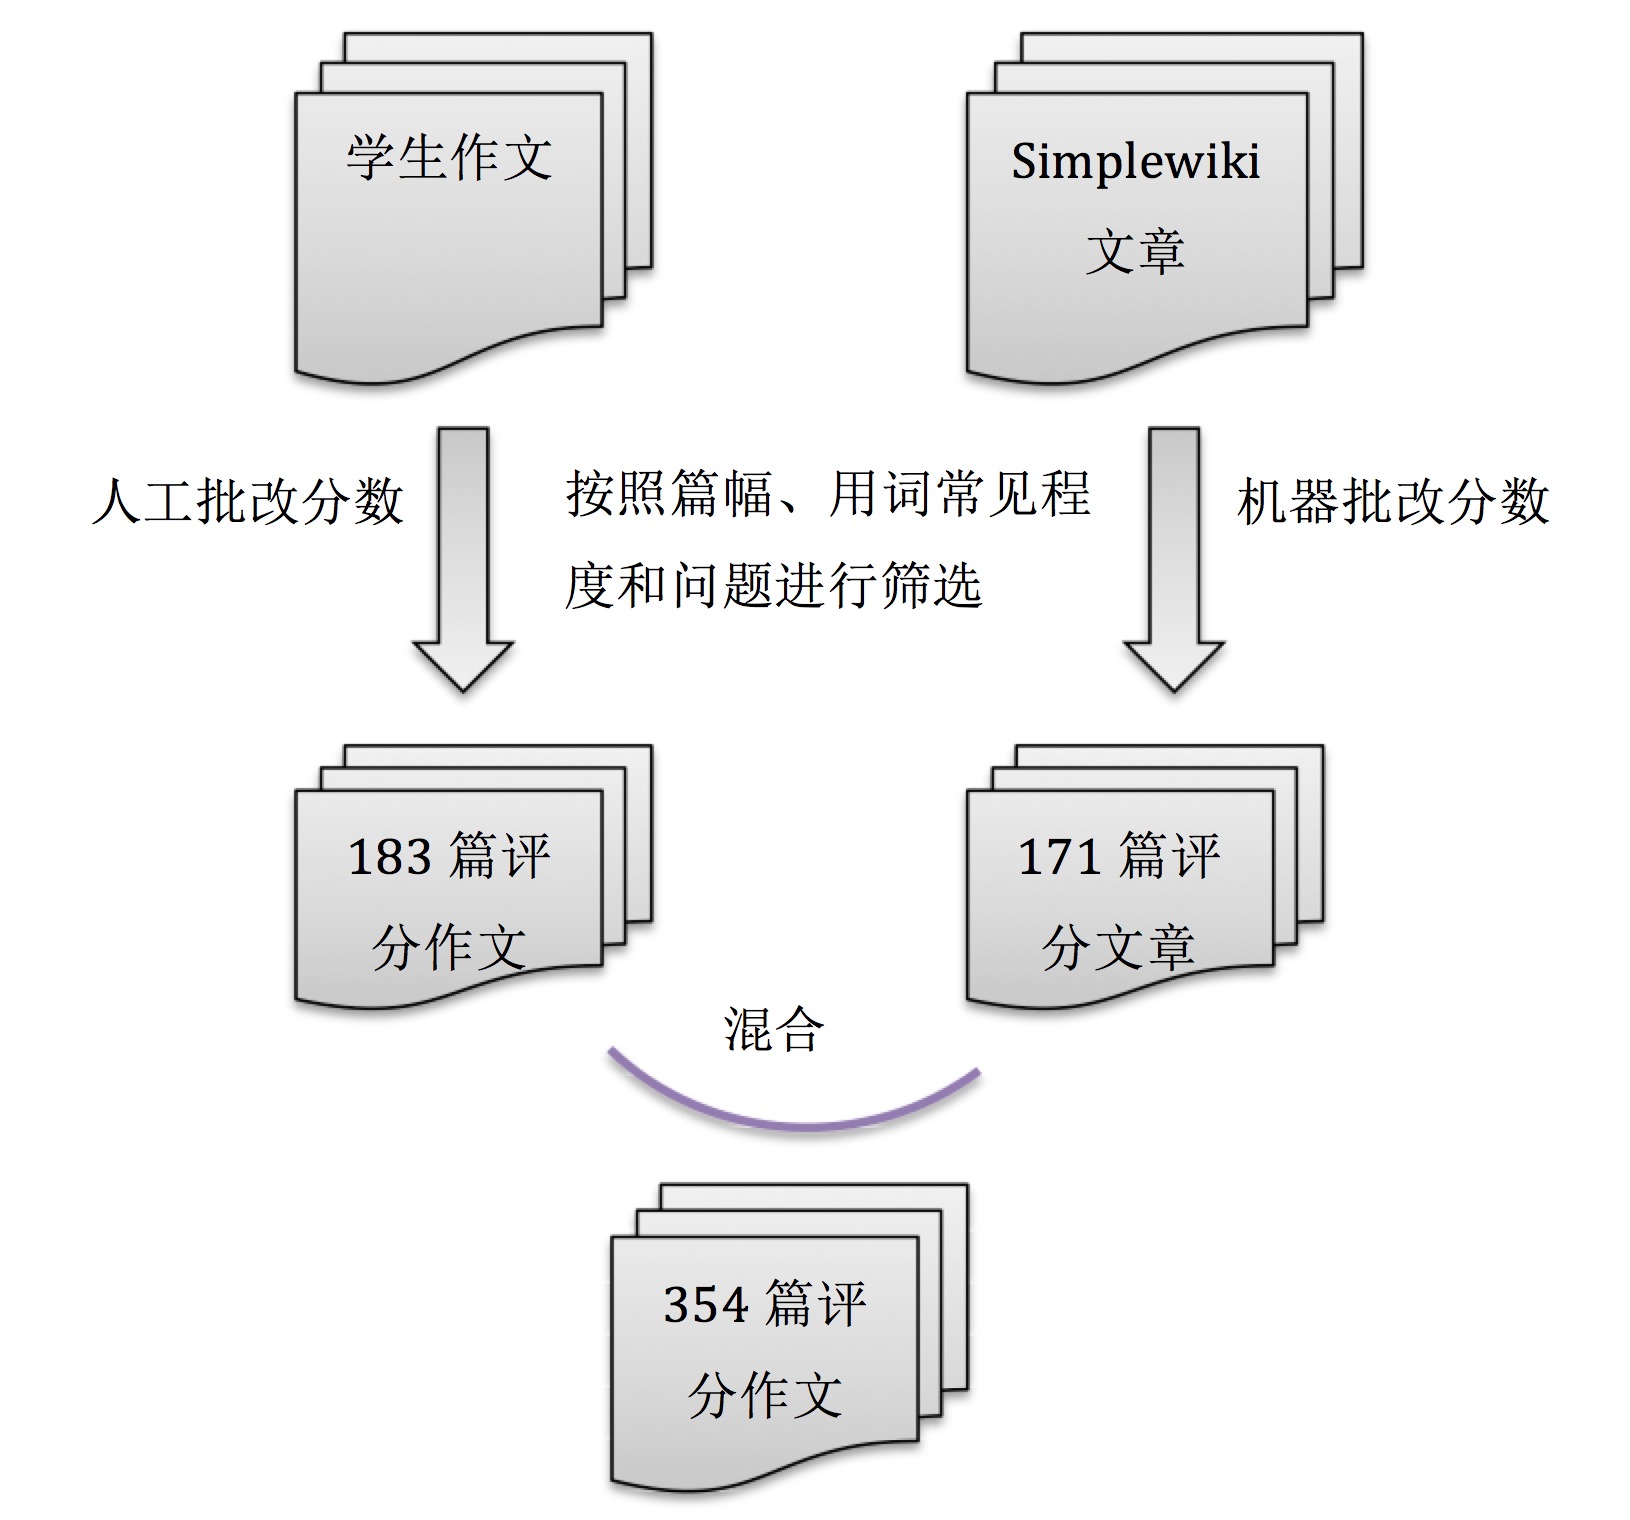 学生作文
Simplewiki
文章
人工批改分数
按照篇幅、用词常见程
度和问题进行筛选
机器批改分数
183 篇评
分作文
171 篇评
分文章
混合
354 篇评
分作文